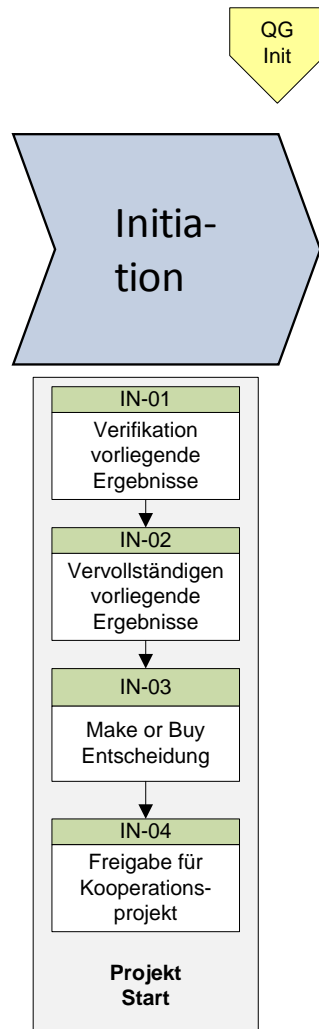 QG
Init
Initia-
tion
IN-01
Verifikation
vorliegende
Ergebnisse
IN-02
Vervollständigen
vorliegende
Ergebnisse
IN-03
Make or Buy
Entscheidung
IN-04
Freigabe für
Kooperations-
projekt
Projekt
Start